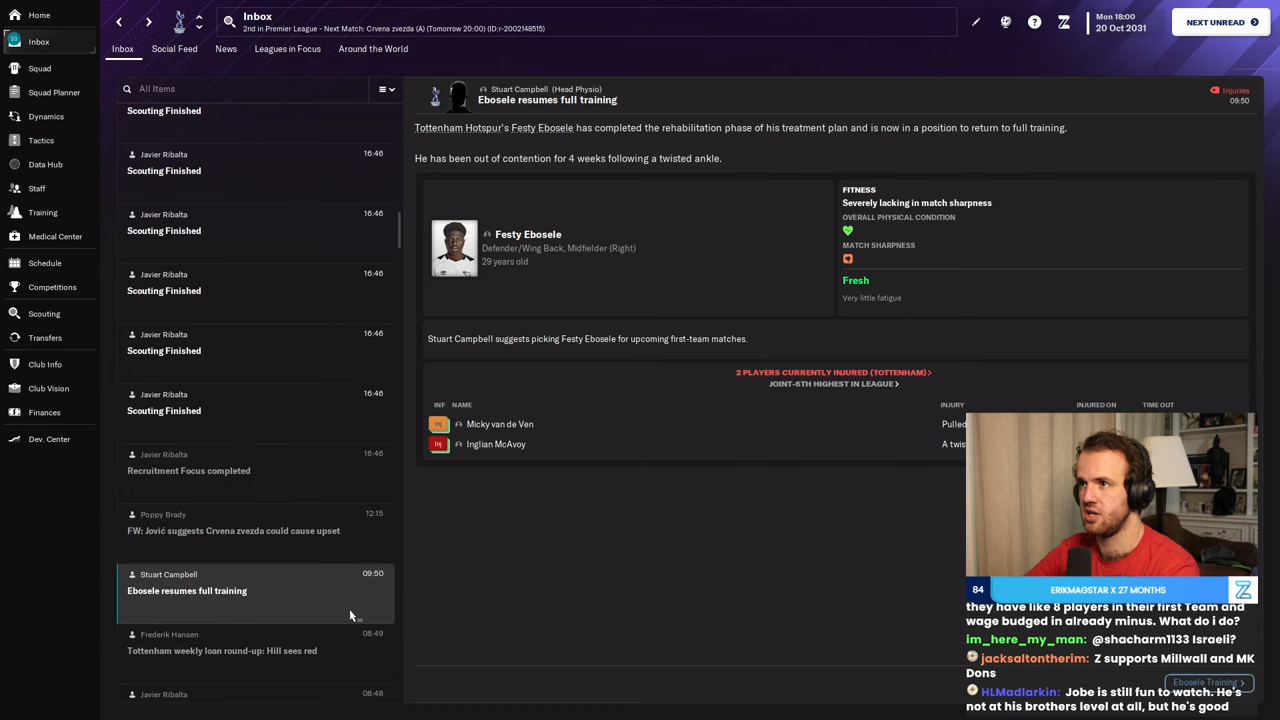 Home
Inbox
33
Squad
Squad Planner
Dynamics
Tactics
Data Hub
Staff
Training
Medical Center
Schedule
Competitions
Scouting
Transfers
Club Info
Club Vision
Finances
Dev. Center
Inbox
2nd in Premier League - Next Match: Crvena zvezda (A) (Tomorrow 20:00) (ID:r-2002148515)
Mon 18:00
20 Oct 2031
NEXT UNREAD
Inbox
Social Feed
News
Leagues in Focus
Around the World
All Items
Scouting Finished
Javier Ribalta
16:46
Scouting Finished
Javier Ribalta
16:46
Scouting Finished
Javier Ribalta
16:46
Scouting Finished
Javier Ribalta
16:46
Scouting Finished
Javier Ribalta
16:46
Scouting Finished
Javier Ribalta
16:46
Recruitment Focus completed
Poppy Brady
12:15
FW: Jović suggests Crvena zvezda could cause upset
Stuart Campbell
09:50
Ebosele resumes full training
Frederik Hansen
08:49
Tottenham weekly loan round-up: Hill sees red
Javier Ribalta
08:48
Stuart Campbell (Head Physio)
Ebosele resumes full training
Injuries
09:50
Tottenham Hotspur's Festy Ebosele has completed the rehabilitation phase of his treatment plan and is now in a position to return to full training.
He has been out of contention for 4 weeks following a twisted ankle.
Festy Ebosele
Defender/Wing Back, Midfielder (Right)
29 years old
FITNESS
Severely lacking in match sharpness
OVERALL PHYSICAL CONDITION
MATCH SHARPNESS
Fresh
Very little fatigue
Stuart Campbell suggests picking Festy Ebosele for upcoming first-team matches.
2 PLAYERS CURRENTLY INJURED (TOTTENHAM)
JOINT-6TH HIGHEST IN LEAGUE
INF NAME INJURY INJURED ON TIME OUT
Inj Micky van de Ven Pulled
Inj Inglian McAvoy A twis
84 ERIKMAGSTAR X 27 MONTHS
they have like 8 players in their first Team and
wage budged in already minus. What do i do?
im_here_my_man: @shacharm1133 Israeli?
jacksaltontherim: Z supports Millwall and MK
Dons
HLMadlarkin: Jobe is still fun to watch. He's
not at his brothers level at all, but he's good
Ebosele Training